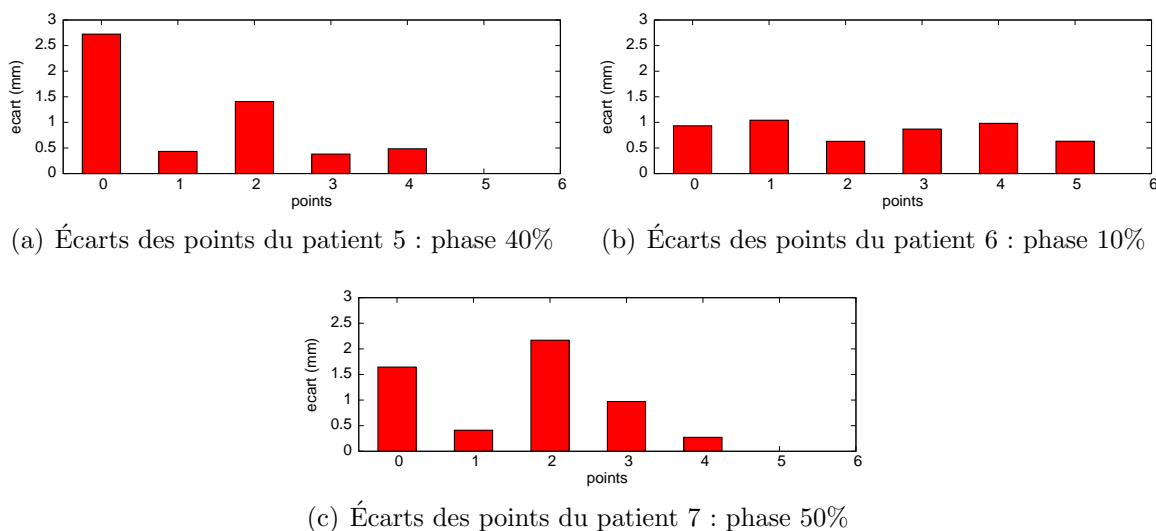 3
2.5
2
1.5
1
0.5
0
ecart (mm)
0 1 2 3 4 5 6
points
(a) Écarts des points du patient 5 : phase 40%
3
2.5
2
1.5
1
0.5
0
ecart (mm)
0 1 2 3 4 5 6
points
(b) Écarts des points du patient 6 : phase 10%
3
2.5
2
1.5
1
0.5
0
ecart (mm)
0 1 2 3 4 5 6
points
(c) Écarts des points du patient 7 : phase 50%